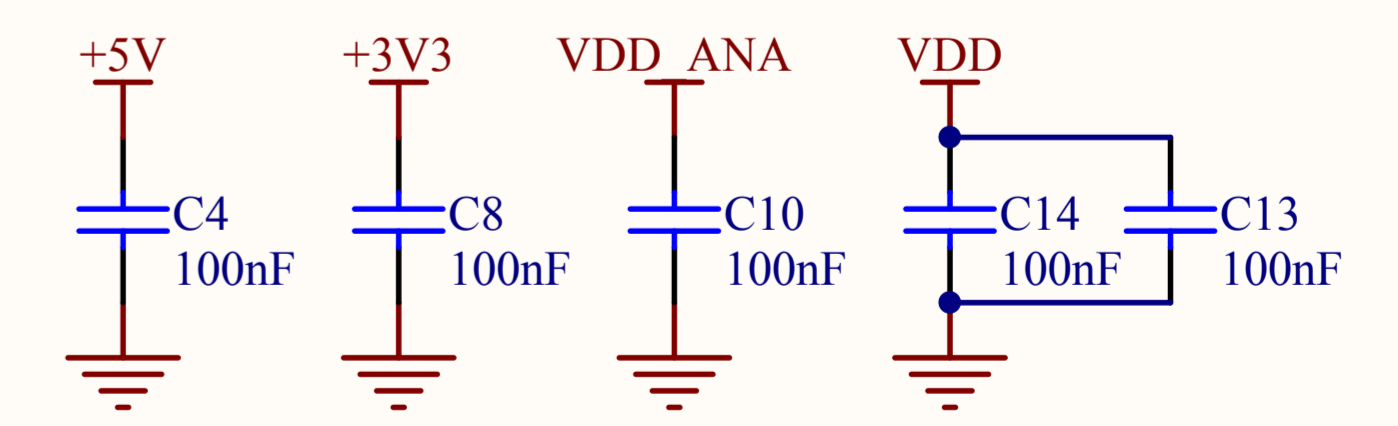 +5V
+3V3
VDD_ANA
VDD
C4
100nF
C8
100nF
C10
100nF
C14
100nF
C13
100nF